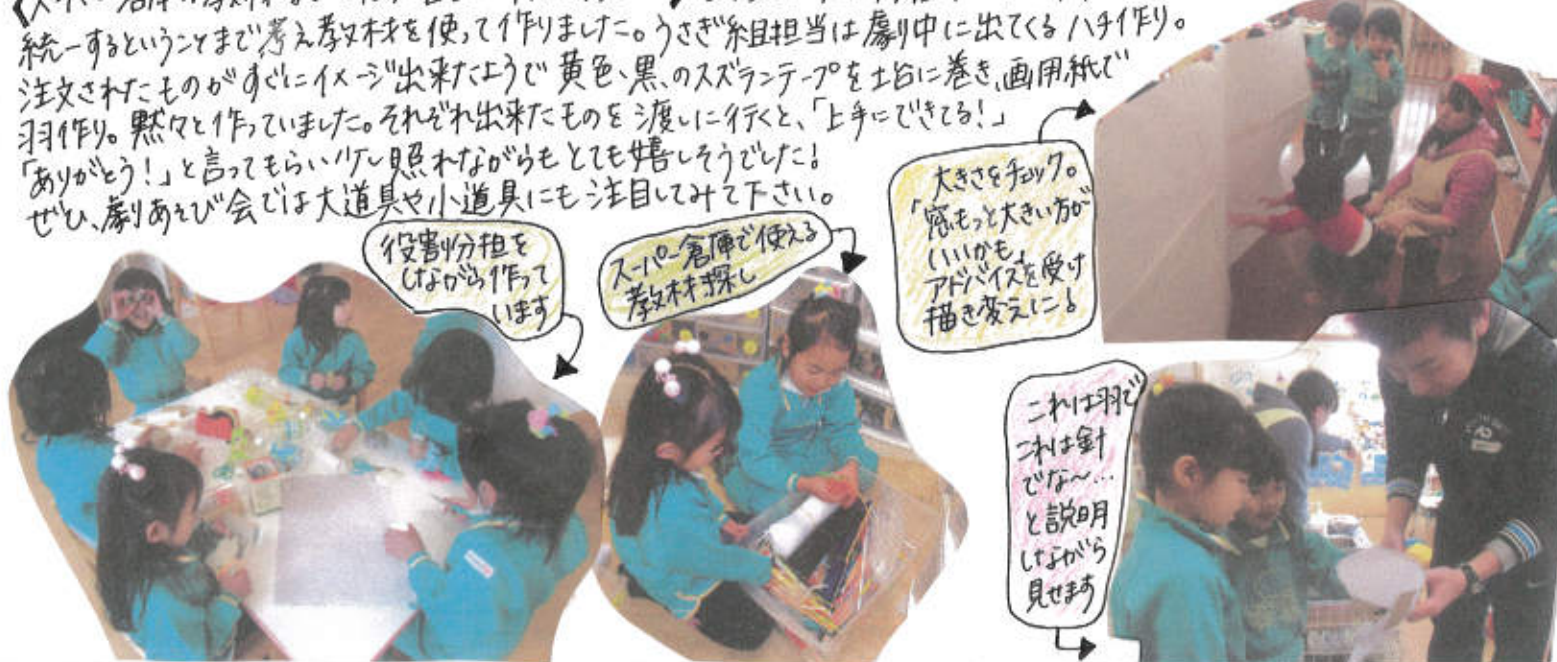 統一するということまで考え教材を使って作りました。うさぎ組担当は劇中に出てくるハチ作り。
注文されたものがすぐにイメージ出来たようで黄色、黒、のスズランテープを土台に巻き、画用紙で
羽作り。黙々と作っていました。それぞれ出来たものを渡しに行くと、「上手にできてる!」
「ありがとう!」と言ってもらい少し照れながらもとても嬉しそうでした!
ぜひ、劇あそび会では大道具や小道具にも注目してみて下さい。
役割分担を
しながら作って
います
スーパー倉庫で使える
教材探し
大きさをチェック。
「窓もっと大きい方が
いいかも」
アドバイスを受け
描き変えに!
これは羽で
これは針
でな〜…
と説明
しながら
見せます